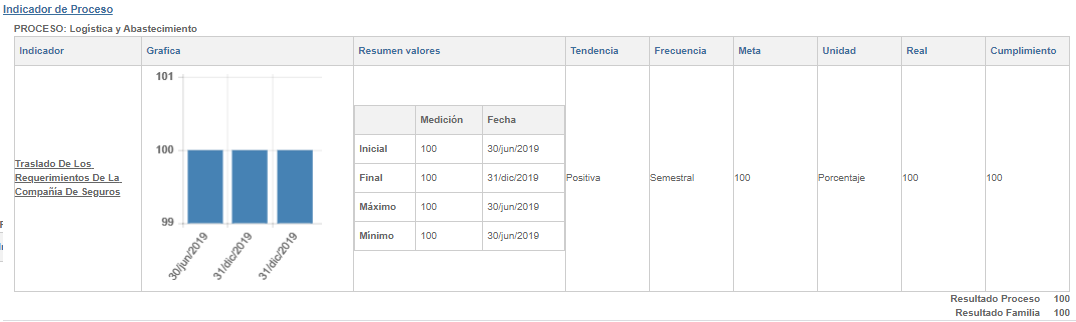 Indicador de Proceso
PROCESO: Logística y Abastecimiento
Indicador Grafica Resumen valores Tendencia Frecuencia Meta Unidad Real Cumplimiento
Traslado De Los
Requerimientos De La
Compañía De Seguros
101
100
99
30/jun/2019 31/dic/2019 31/dic/2019
Medición Fecha
Inicial 100 30/jun/2019
Final 100 31/dic/2019
Máximo 100 30/jun/2019
Mínimo 100 30/jun/2019
Positiva Semestral 100 Porcentaje 100 100
Resultado Proceso 100
Resultado Familia 100